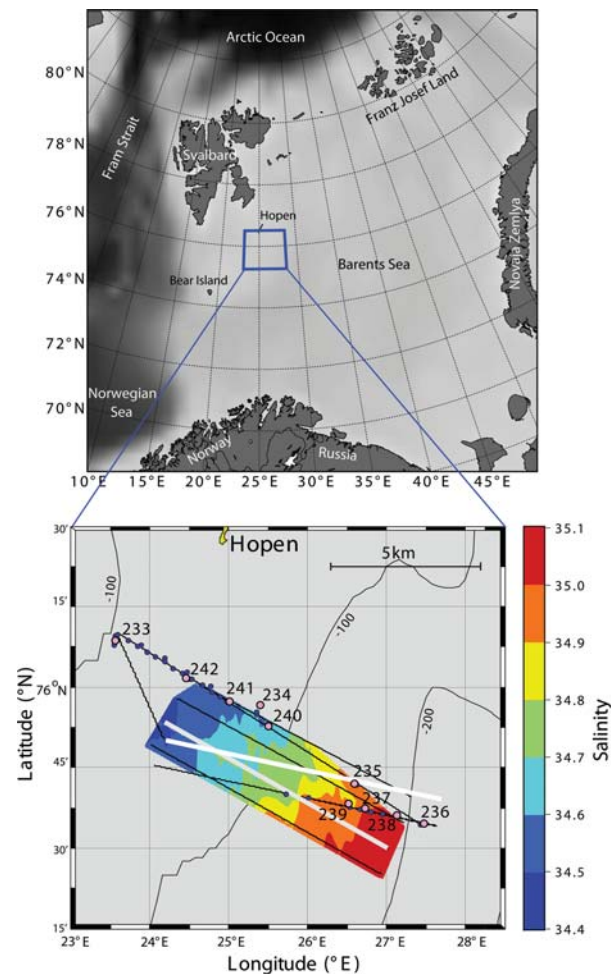 Arctic Ocean
80°N
Franz Josef Land
Fram Strait
78°N
Svalbard
76°N
Hopen
Novaja Zemlya
74°N
Bear Island
Barents Sea
72°N
Norwegian
Sea
70°N
Norway
Russia
10°E 15°E 20°E 25°E 30°E 35°E 40°E 45°E
30'
Hopen
5km
35.1
15'
-100
233
-100
35.0
242
34.9
76°N
241
234
240
-200
34.8
45'
235
34.7
237
239
238
236
34.6
30'
34.5
15'
34.4
23°E 24°E 25°E 26°E 27°E 28°E
Latitude (°N)
Longitude (°E)
Salinity